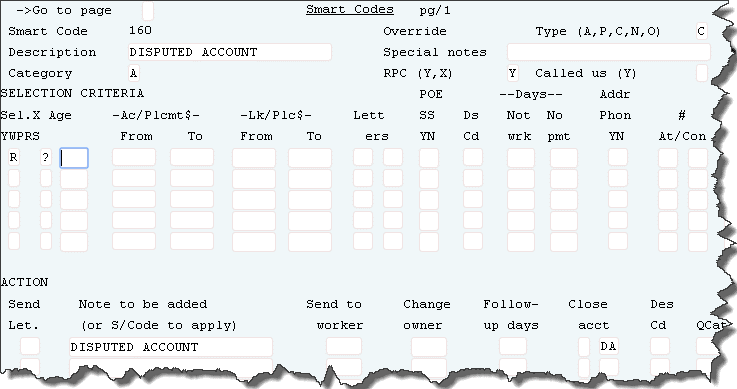 ->Go to page Smart Codes pg/1
Smart Code 160 Override Type (A,P,C,N,O) C
Description DISPUTED ACCOUNT Special notes
Category A RPC (Y,X) Y Called us (Y)
SELECTION CRITERIA POE --Days-- Addr
Sel.X Age -Ac/Plcmt$- -Lk/Plc$- Lett SS Ds Not No Phon #
YWPRS From To From To ers YN Cd wrk pmt YN At/Con
R ?
ACTION
Send Note to be added Send to Change Follow- Close Des
Let. (or S/Code to apply) worker owner up days acct Cd QCat
DISPUTED ACCOUNT DA